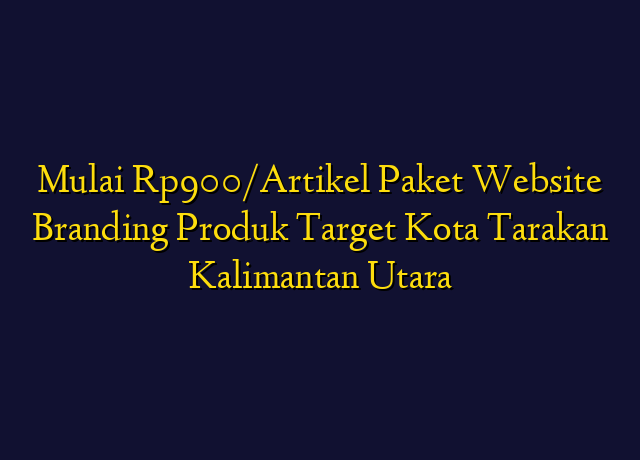 Mulai Rp900/Artikel Paket Website
Branding Produk Target Kota Tarakan
Kalimantan Utara